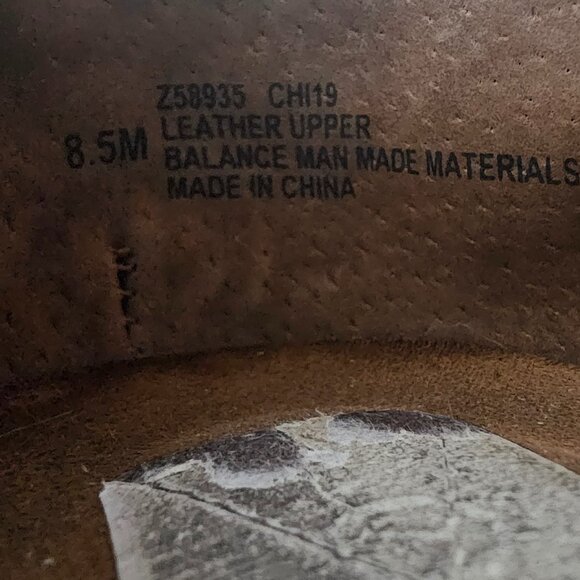 Z58935 CHI19
8.5M LEATHER UPPER
BALANCE MAN MADE MATERIALS
MADE IN CHINA